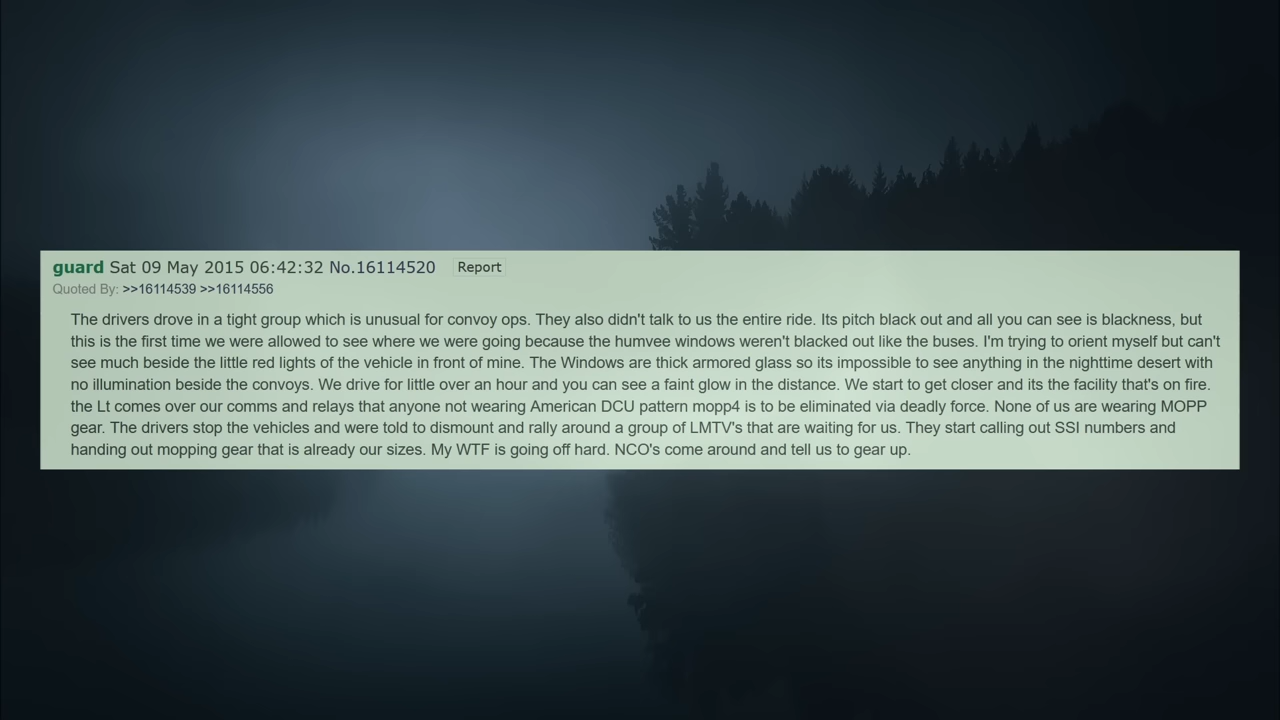 guard Sat 09 May 2015 06:42:32 No.16114520 Report
Quoted By: >>16114539 >>16114556
The drivers drove in a tight group which is unusual for convoy ops. They also didn't talk to us the entire ride. Its pitch black out and all you can see is blackness, but
this is the first time we were allowed to see where we were going because the humvee windows weren't blacked out like the buses. I'm trying to orient myself but can't
see much beside the little red lights of the vehicle in front of mine. The Windows are thick armored glass so its impossible to see anything in the nighttime desert with
no illumination beside the convoys. We drive for little over an hour and you can see a faint glow in the distance. We start to get closer and its the facility that's on fire.
the Lt comes over our comms and relays that anyone not wearing American DCU pattern mopp4 is to be eliminated via deadly force. None of us are wearing MOPP
gear. The drivers stop the vehicles and were told to dismount and rally around a group of LMTV's that are waiting for us. They start calling out SSI numbers and
handing out mopping gear that is already our sizes. My WTF is going off hard. NCO's come around and tell us to gear up.